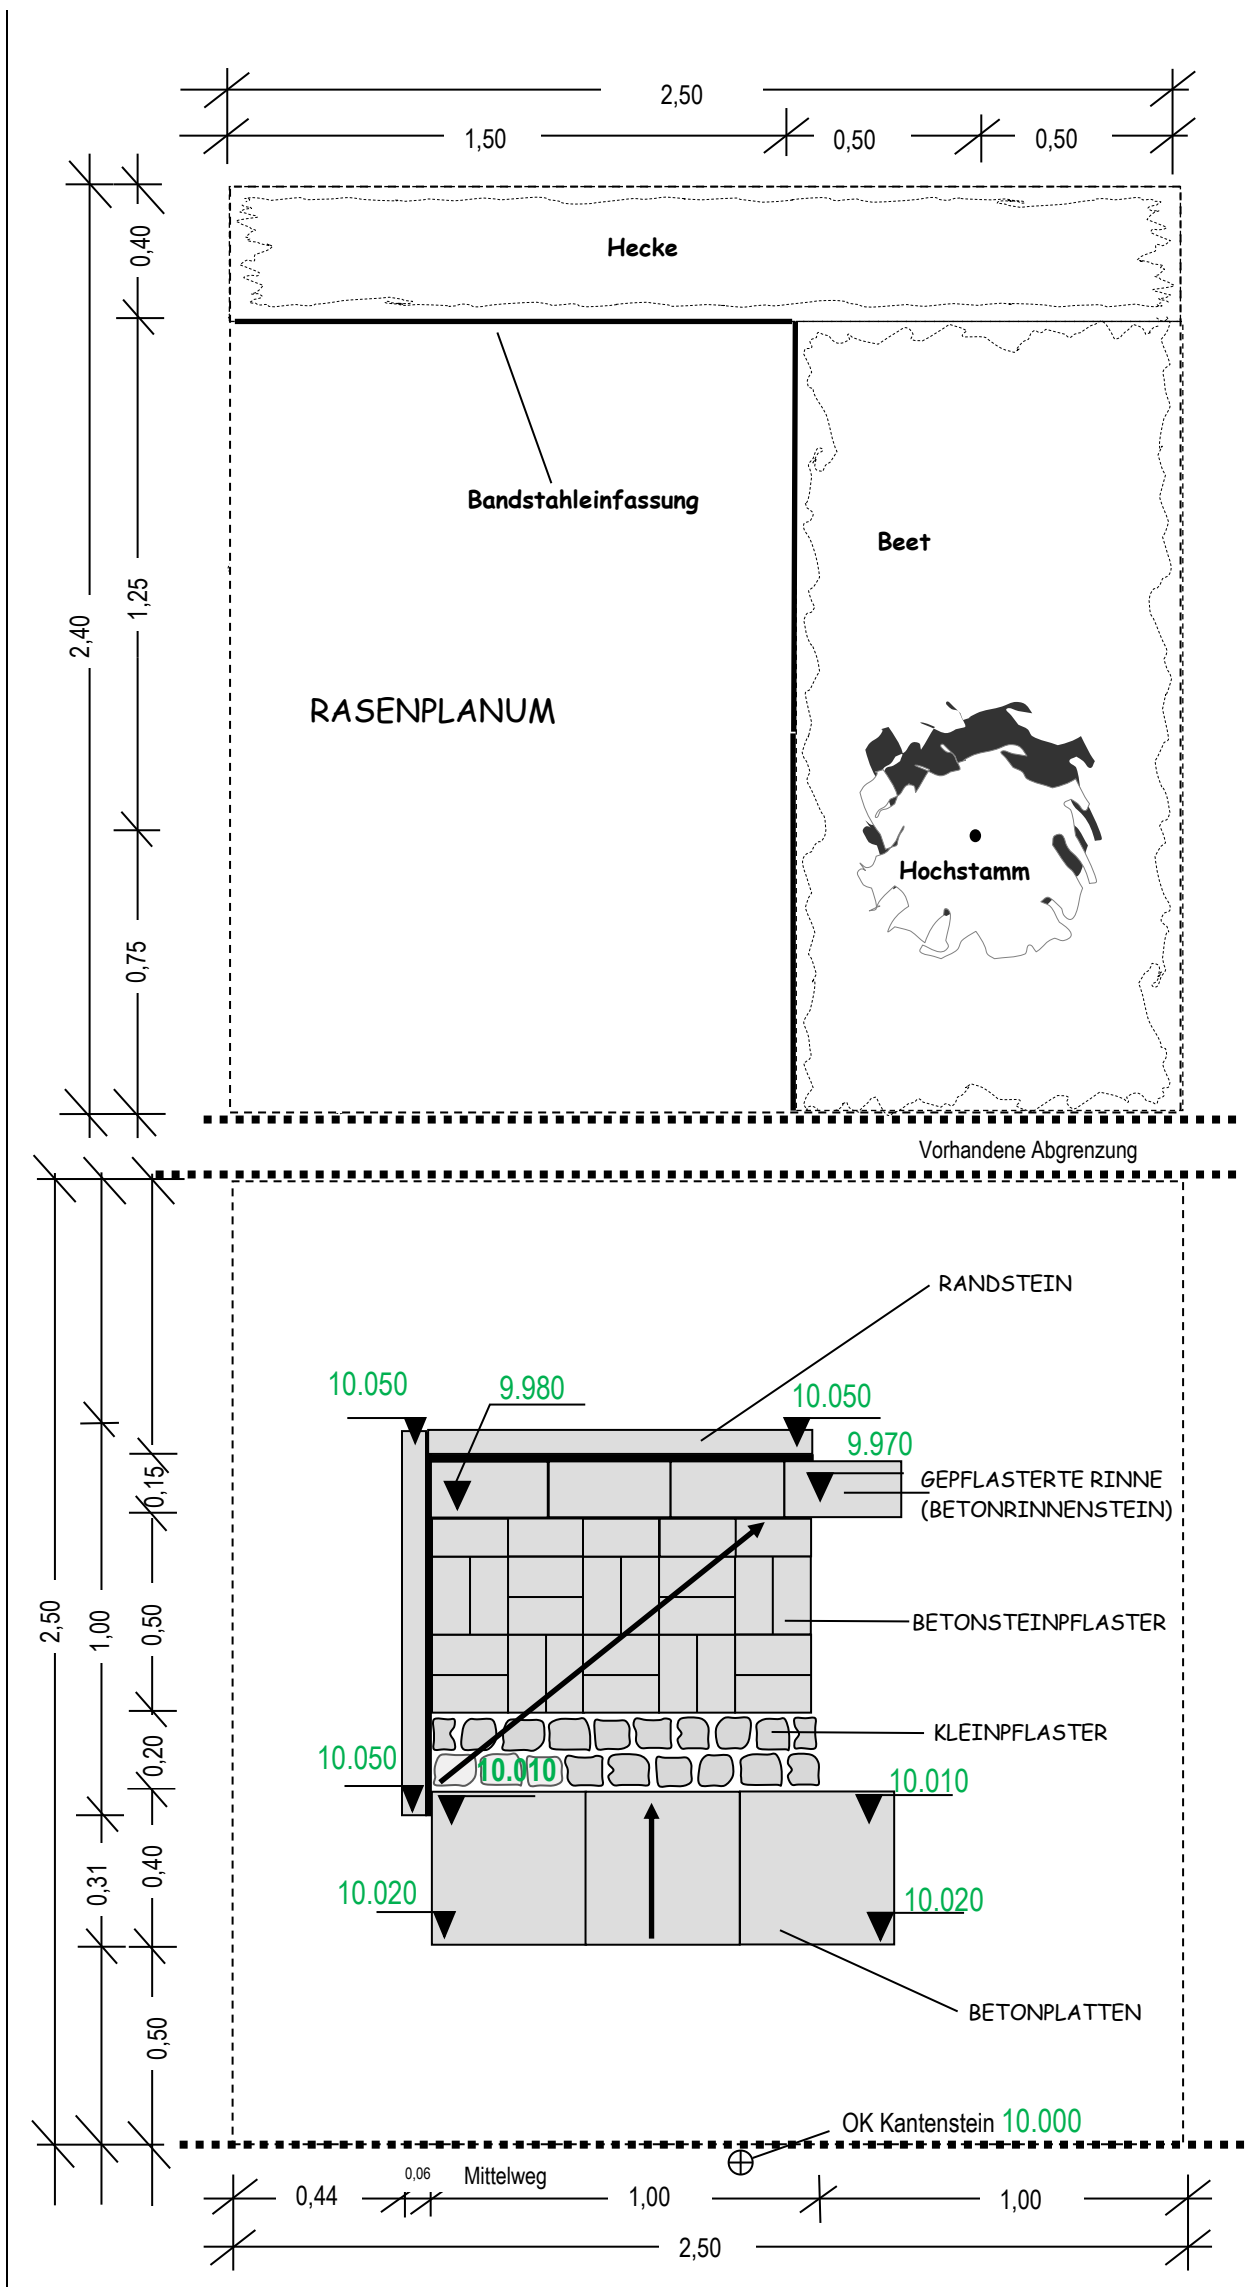 2,50
1,50
0,50
0,50
0,40
Hecke
Bandstahleinfassung
Beet
1,25
2,40
RASENPLANUM
Hochstamm
0,75
Vorhandene Abgrenzung
RANDSTEIN
10.050
9.980
10.050
9.970
0,15
GEPFLASTERTE RINNE
(BETONRINNENSTEIN)
2,50
1,00
0,50
BETONSTEINPFLASTER
KLEINPFLASTER
0,20
10.050
10.010
10.010
0,31
0,40
10.020
10.020
BETONPLATTEN
0,50
OK Kantenstein 10.000
0,06
Mittelweg
0,44
1,00
1,00
2,50